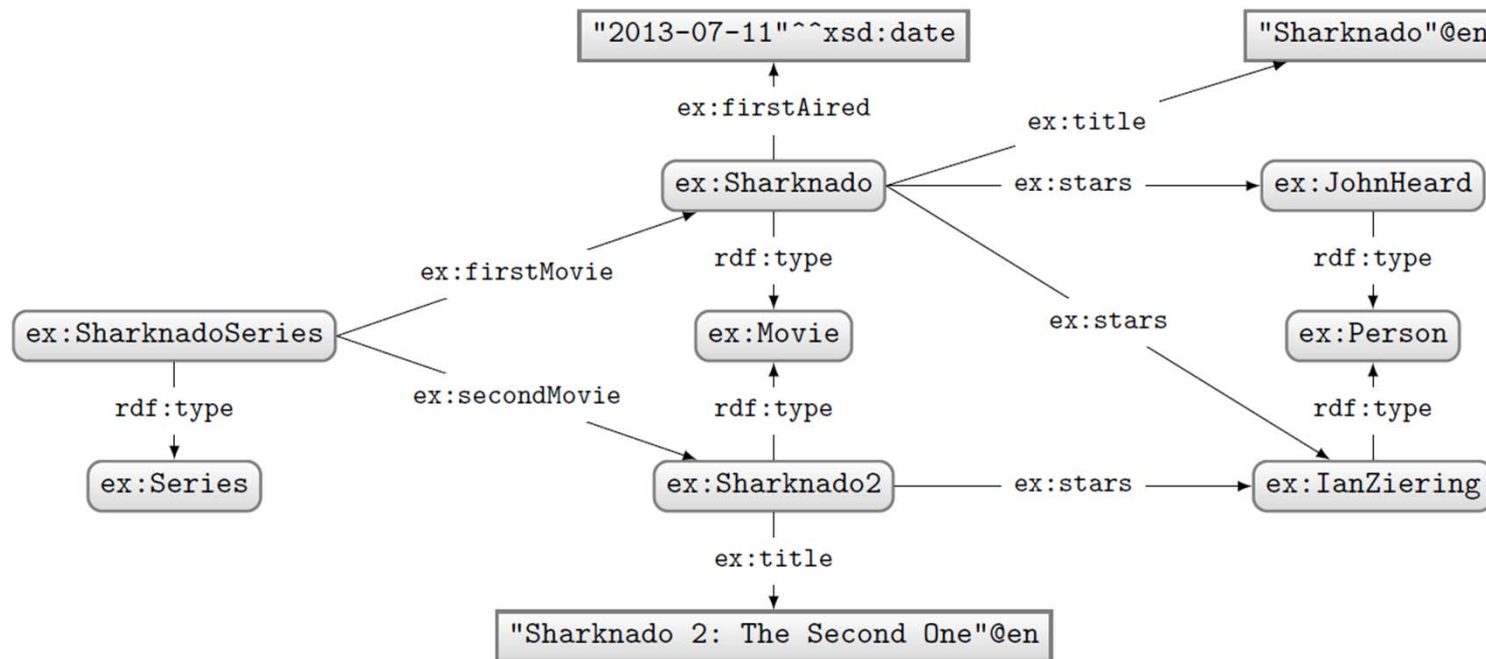 "2013-07-11"^^xsd:date
"Sharknado"@en
ex:firstAired
ex:title
ex:Sharknado
ex:stars
ex:JohnHeard
rdf:type
rdf:type
ex:firstMovie
ex:stars
ex:SharknadoSeries
ex:Movie
ex:Person
ex:secondMovie
rdf:type
rdf:type
rdf:type
ex:Series
ex:Sharknado2
ex:stars
ex:IanZiering
ex:title
"Sharknado 2: The Second One"@en